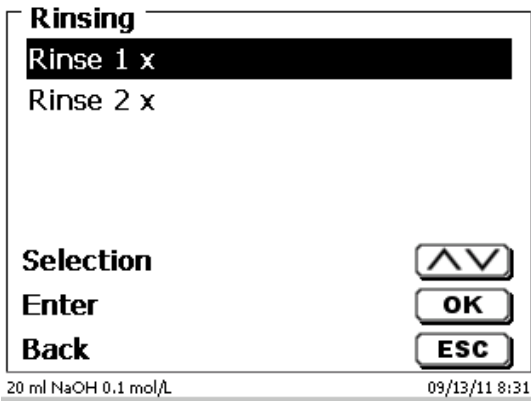 Rinsing
Rinse 1 x
Rinse 2 x
Selection
Enter OK
Back ESC
20 ml NaOH 0.1 mol/L 09/13/11 8:31